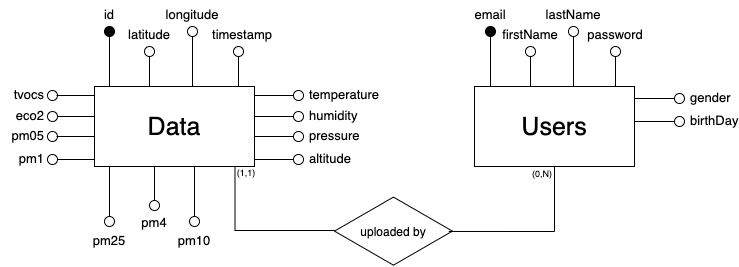 id
longitude
latitude
timestamp
email
lastName
firstName
password
tvocs
eco2
pm05
pm1
Data
temperature
humidity
pressure
altitude
Users
gender
birthDay
(1,1)
(0,N)
pm25
pm4
pm10
uploaded by